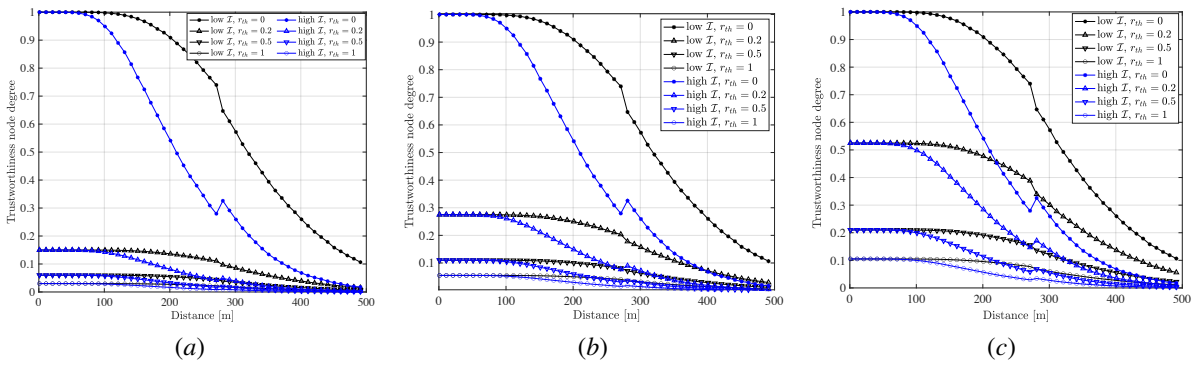 Trustworthiness node degree
1
0.9
0.8
0.7
0.6
0.5
0.4
0.3
0.2
0.1
0
0 100 200 300 400 500
Distance [m]
low I, r_th = 0
low I, r_th = 0.2
low I, r_th = 0.5
low I, r_th = 1
high I, r_th = 0
high I, r_th = 0.2
high I, r_th = 0.5
high I, r_th = 1
(a)
Trustworthiness node degree
1
0.9
0.8
0.7
0.6
0.5
0.4
0.3
0.2
0.1
0
0 100 200 300 400 500
Distance [m]
low I, r_th = 0
low I, r_th = 0.2
low I, r_th = 0.5
low I, r_th = 1
high I, r_th = 0
high I, r_th = 0.2
high I, r_th = 0.5
high I, r_th = 1
(b)
Trustworthiness node degree
1
0.9
0.8
0.7
0.6
0.5
0.4
0.3
0.2
0.1
0
0 100 200 300 400 500
Distance [m]
low I, r_th = 0
low I, r_th = 0.2
low I, r_th = 0.5
low I, r_th = 1
high I, r_th = 0
high I, r_th = 0.2
high I, r_th = 0.5
high I, r_th = 1
(c)